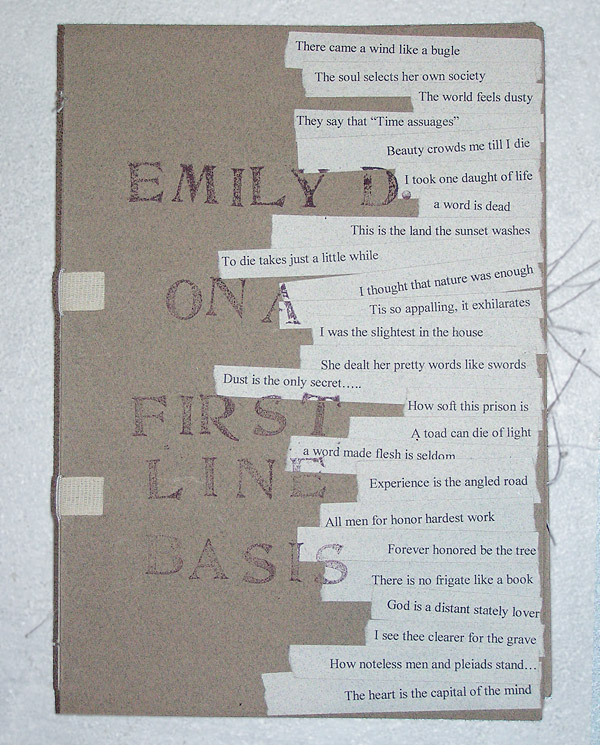 There came a wind like a bugle
The soul selects her own society
The world feels dusty
They say that “Time assuages”
Beauty crowds me till I die
EMILY D.
I took one daught of life
a word is dead
This is the land the sunset washes
To die takes just a little while
ON A
I thought that nature was enough
Tis so appalling, it exhilarates
I was the slightest in the house
She dealt her pretty words like swords
Dust is the only secret.....
FIRST
How soft this prison is
A toad can die of light
a word made flesh is seldom
LINE
Experience is the angled road
All men for honor hardest work
BASIS
Forever honored be the tree
There is no frigate like a book
God is a distant stately lover
I see thee clearer for the grave
How noteless men and pleiads stand…
The heart is the capital of the mind